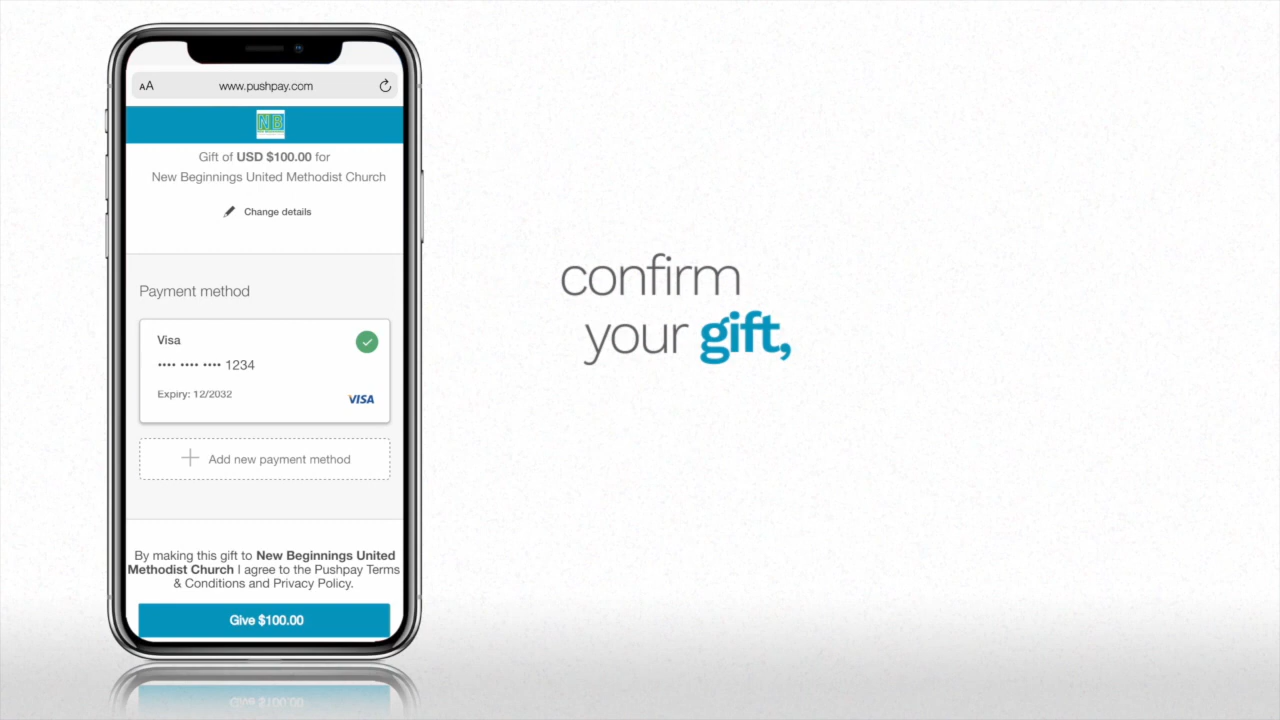 AA www.pushpay.com
NB
Gift of USD $100.00 for
New Beginnings United Methodist Church
Change details
Payment method
Visa
•••• •••• •••• 1234
Expiry: 12/2032
VISA
Add new payment method
By making this gift to New Beginnings United
Methodist Church I agree to the Pushpay Terms
& Conditions and Privacy Policy.
Give $100.00
confirm
your gift,